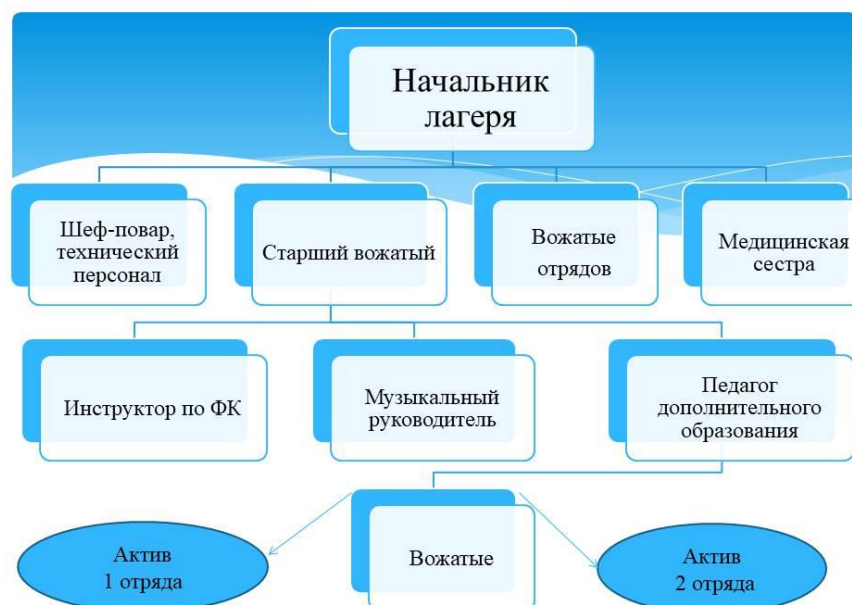 Начальник
лагеря
Шеф-повар,
технический
персонал
Старший вожатый
Вожатые
отрядов
Медицинская
сестра
Инструктор по ФК
Музыкальный
руководитель
Педагог
дополнительного
образования
Актив
1 отряда
Вожатые
Актив
2 отряда